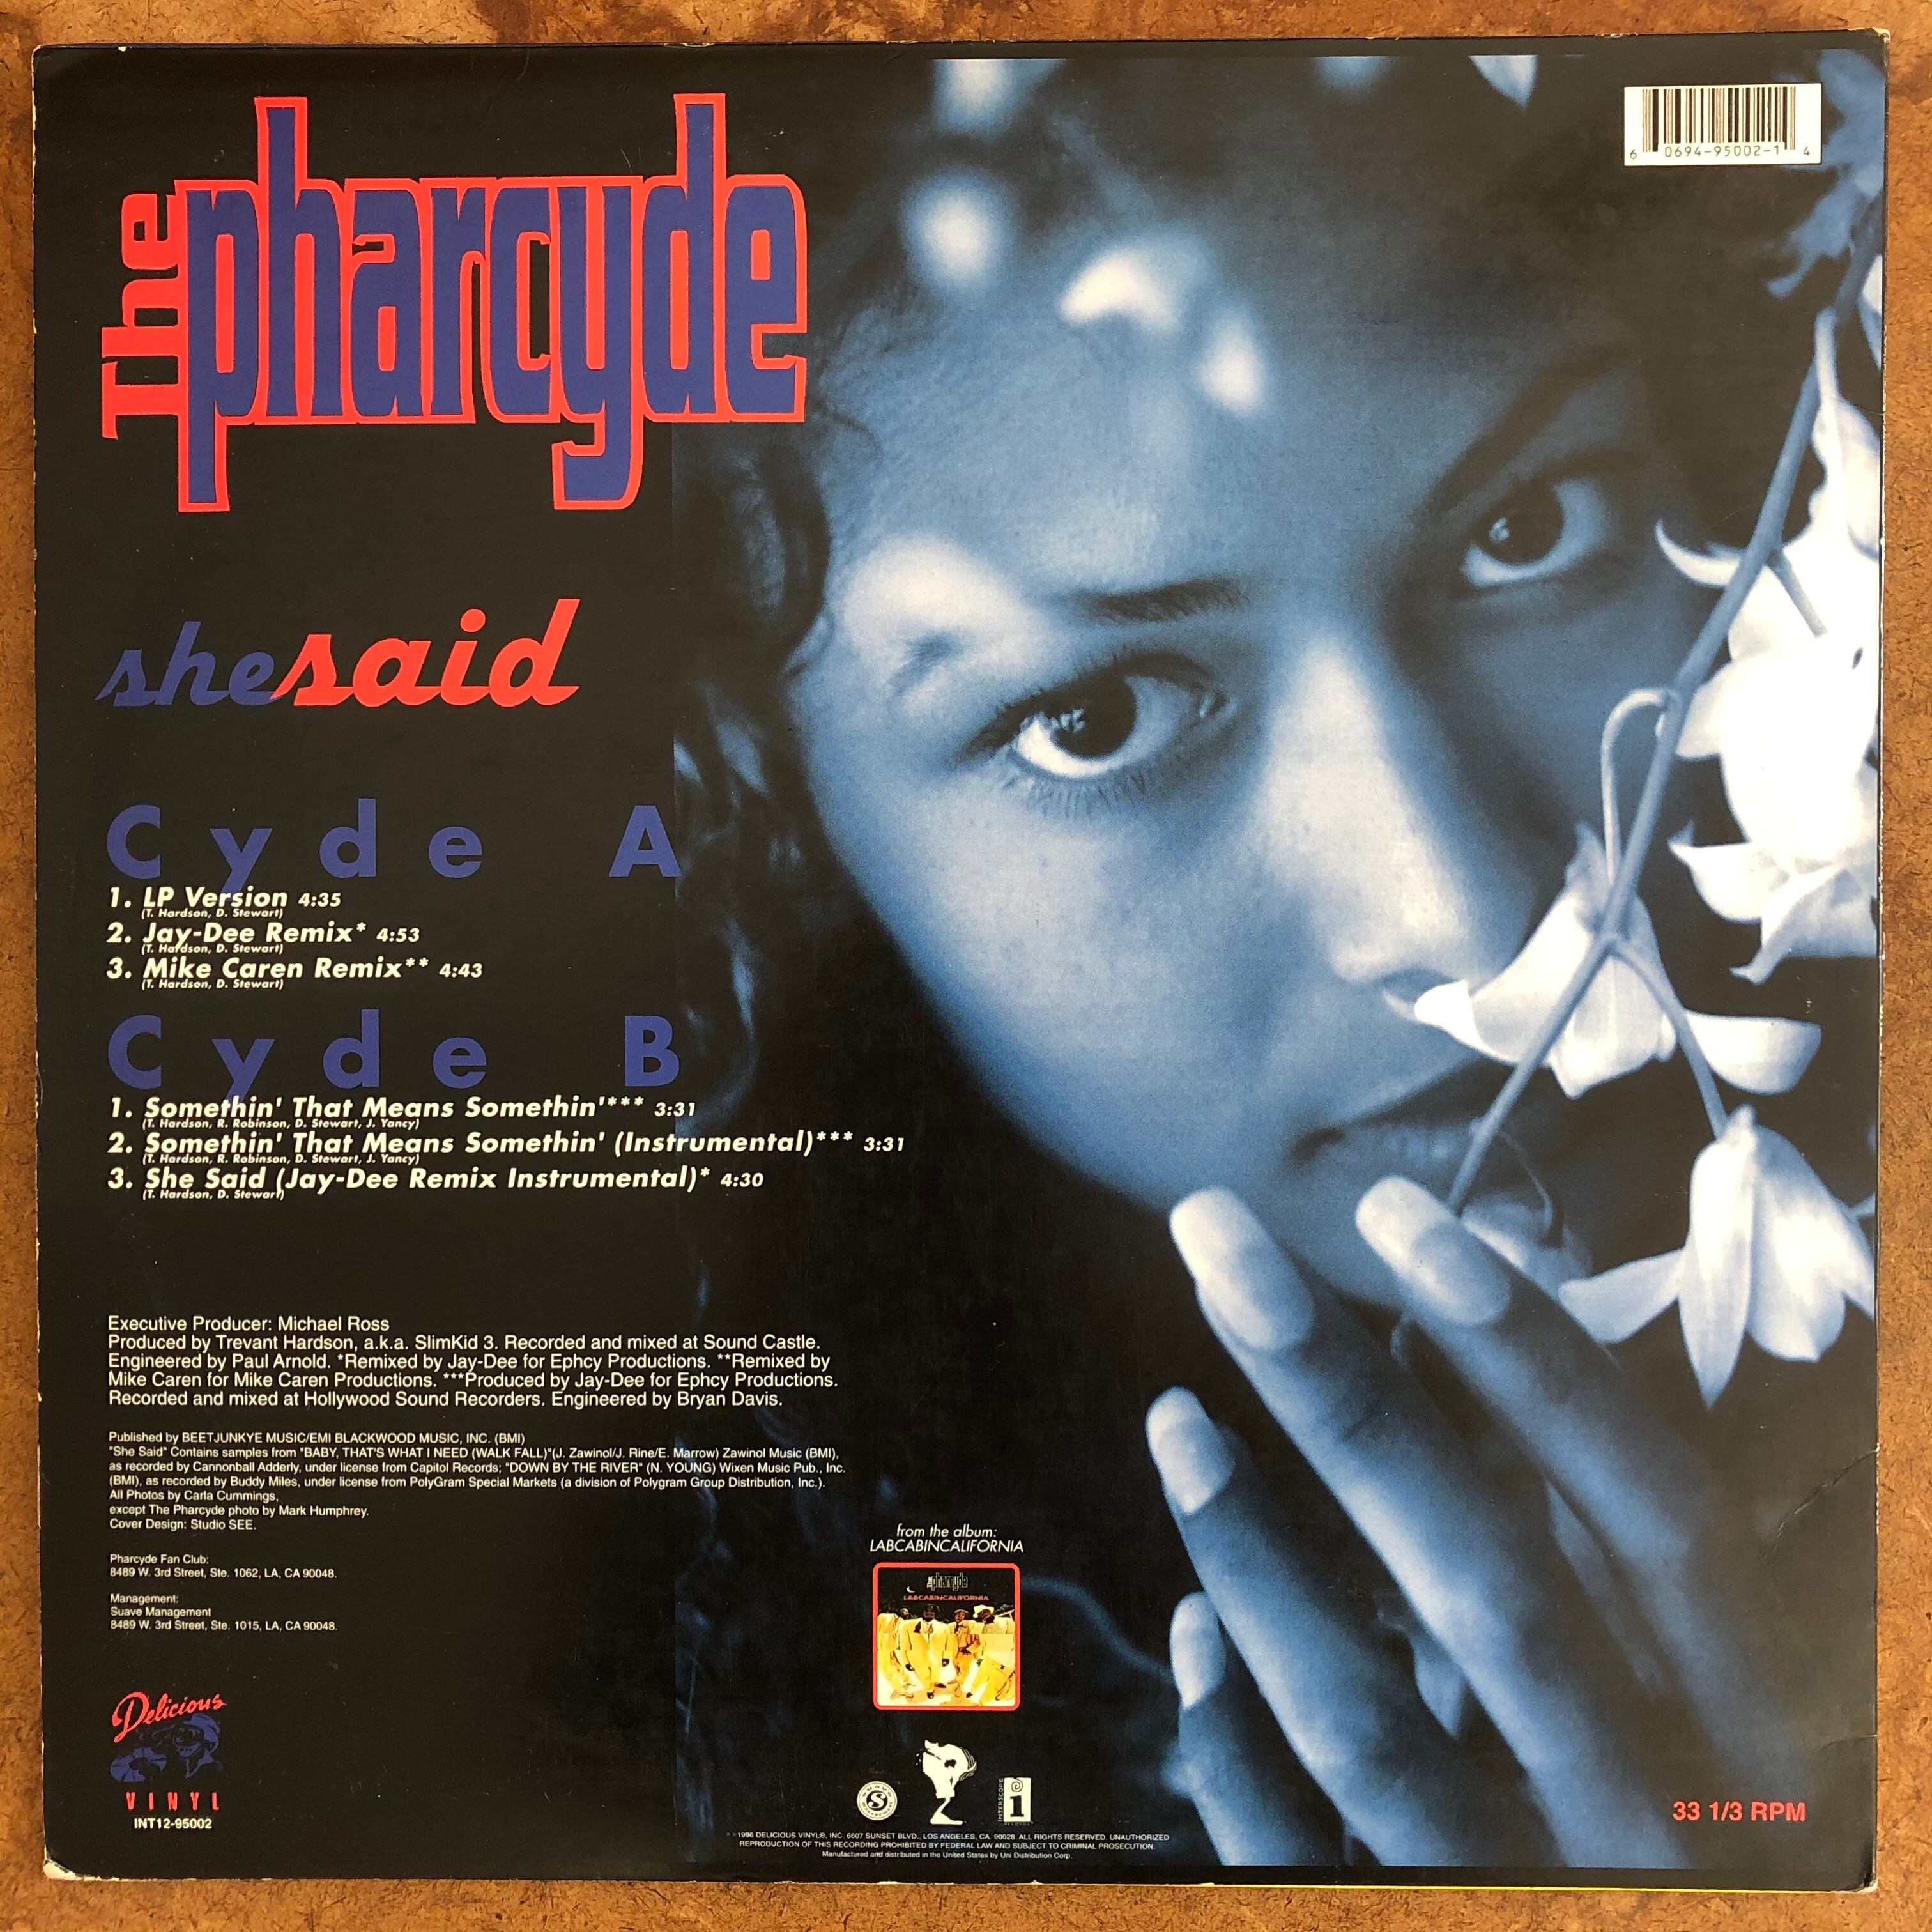 The pharcyde
6 0694-95002-1 4
she said
Cyde A
1. LP Version 4:35
(T. Hardson, D. Stewart)
2. Jay-Dee Remix* 4:53
(T. Hardson, D. Stewart)
3. Mike Caren Remix** 4:43
(T. Hardson, D. Stewart)
Cyde B
1. Somethin' That Means Somethin'*** 3:31
(T. Hardson, R. Robinson, D. Stewart, J. Yancy)
2. Somethin' That Means Somethin' (Instrumental)*** 3:31
(T. Hardson, R. Robinson, D. Stewart, J. Yancy)
3. She Said (Jay-Dee Remix Instrumental)* 4:30
(T. Hardson, D. Stewart)
Executive Producer: Michael Ross
Produced by Trevant Hardson, a.k.a. SlimKid 3. Recorded and mixed at Sound Castle.
Engineered by Paul Arnold. *Remixed by Jay-Dee for Ephcy Productions. **Remixed by
Mike Caren for Mike Caren Productions. ***Produced by Jay-Dee for Ephcy Productions.
Recorded and mixed at Hollywood Sound Recorders. Engineered by Bryan Davis.
Published by BEETJUNKYE MUSIC/EMI BLACKWOOD MUSIC, INC. (BMI)
"She Said" Contains samples from "BABY, THAT'S WHAT I NEED (WALK FALL)"(J. Zawinol/J. Rine/E. Marrow) Zawinol Music (BMI),
as recorded by Cannonball Adderly, under license from Capitol Records; "DOWN BY THE RIVER" (N. YOUNG) Wixen Music Pub., Inc.
(BMI), as recorded by Buddy Miles, under license from PolyGram Special Markets (a division of Polygram Group Distribution, Inc.).
All Photos by Carla Cummings,
except The Pharcyde photo by Mark Humphrey.
Cover Design: Studio SEE.
Pharcyde Fan Club:
8489 W. 3rd Street, Ste. 1062, LA, CA 90048.
Management:
Suave Management
8489 W. 3rd Street, Ste. 1015, LA, CA 90048.
from the album:
LABCABINCALIFORNIA
the pharcyde
LABCABINCALIFORNIA
Delicious
VINYL
INT12-95002
S
INTERSCOPE
RECORDS
i
33 1/3 RPM
1996 DELICIOUS VINYL®, INC. 6607 SUNSET BLVD., LOS ANGELES, CA. 90028. ALL RIGHTS RESERVED. UNAUTHORIZED
REPRODUCTION OF THIS RECORDING PROHIBITED BY FEDERAL LAW AND SUBJECT TO CRIMINAL PROSECUTION.
Manufactured and distributed in the United States by Uni Distribution Corp.